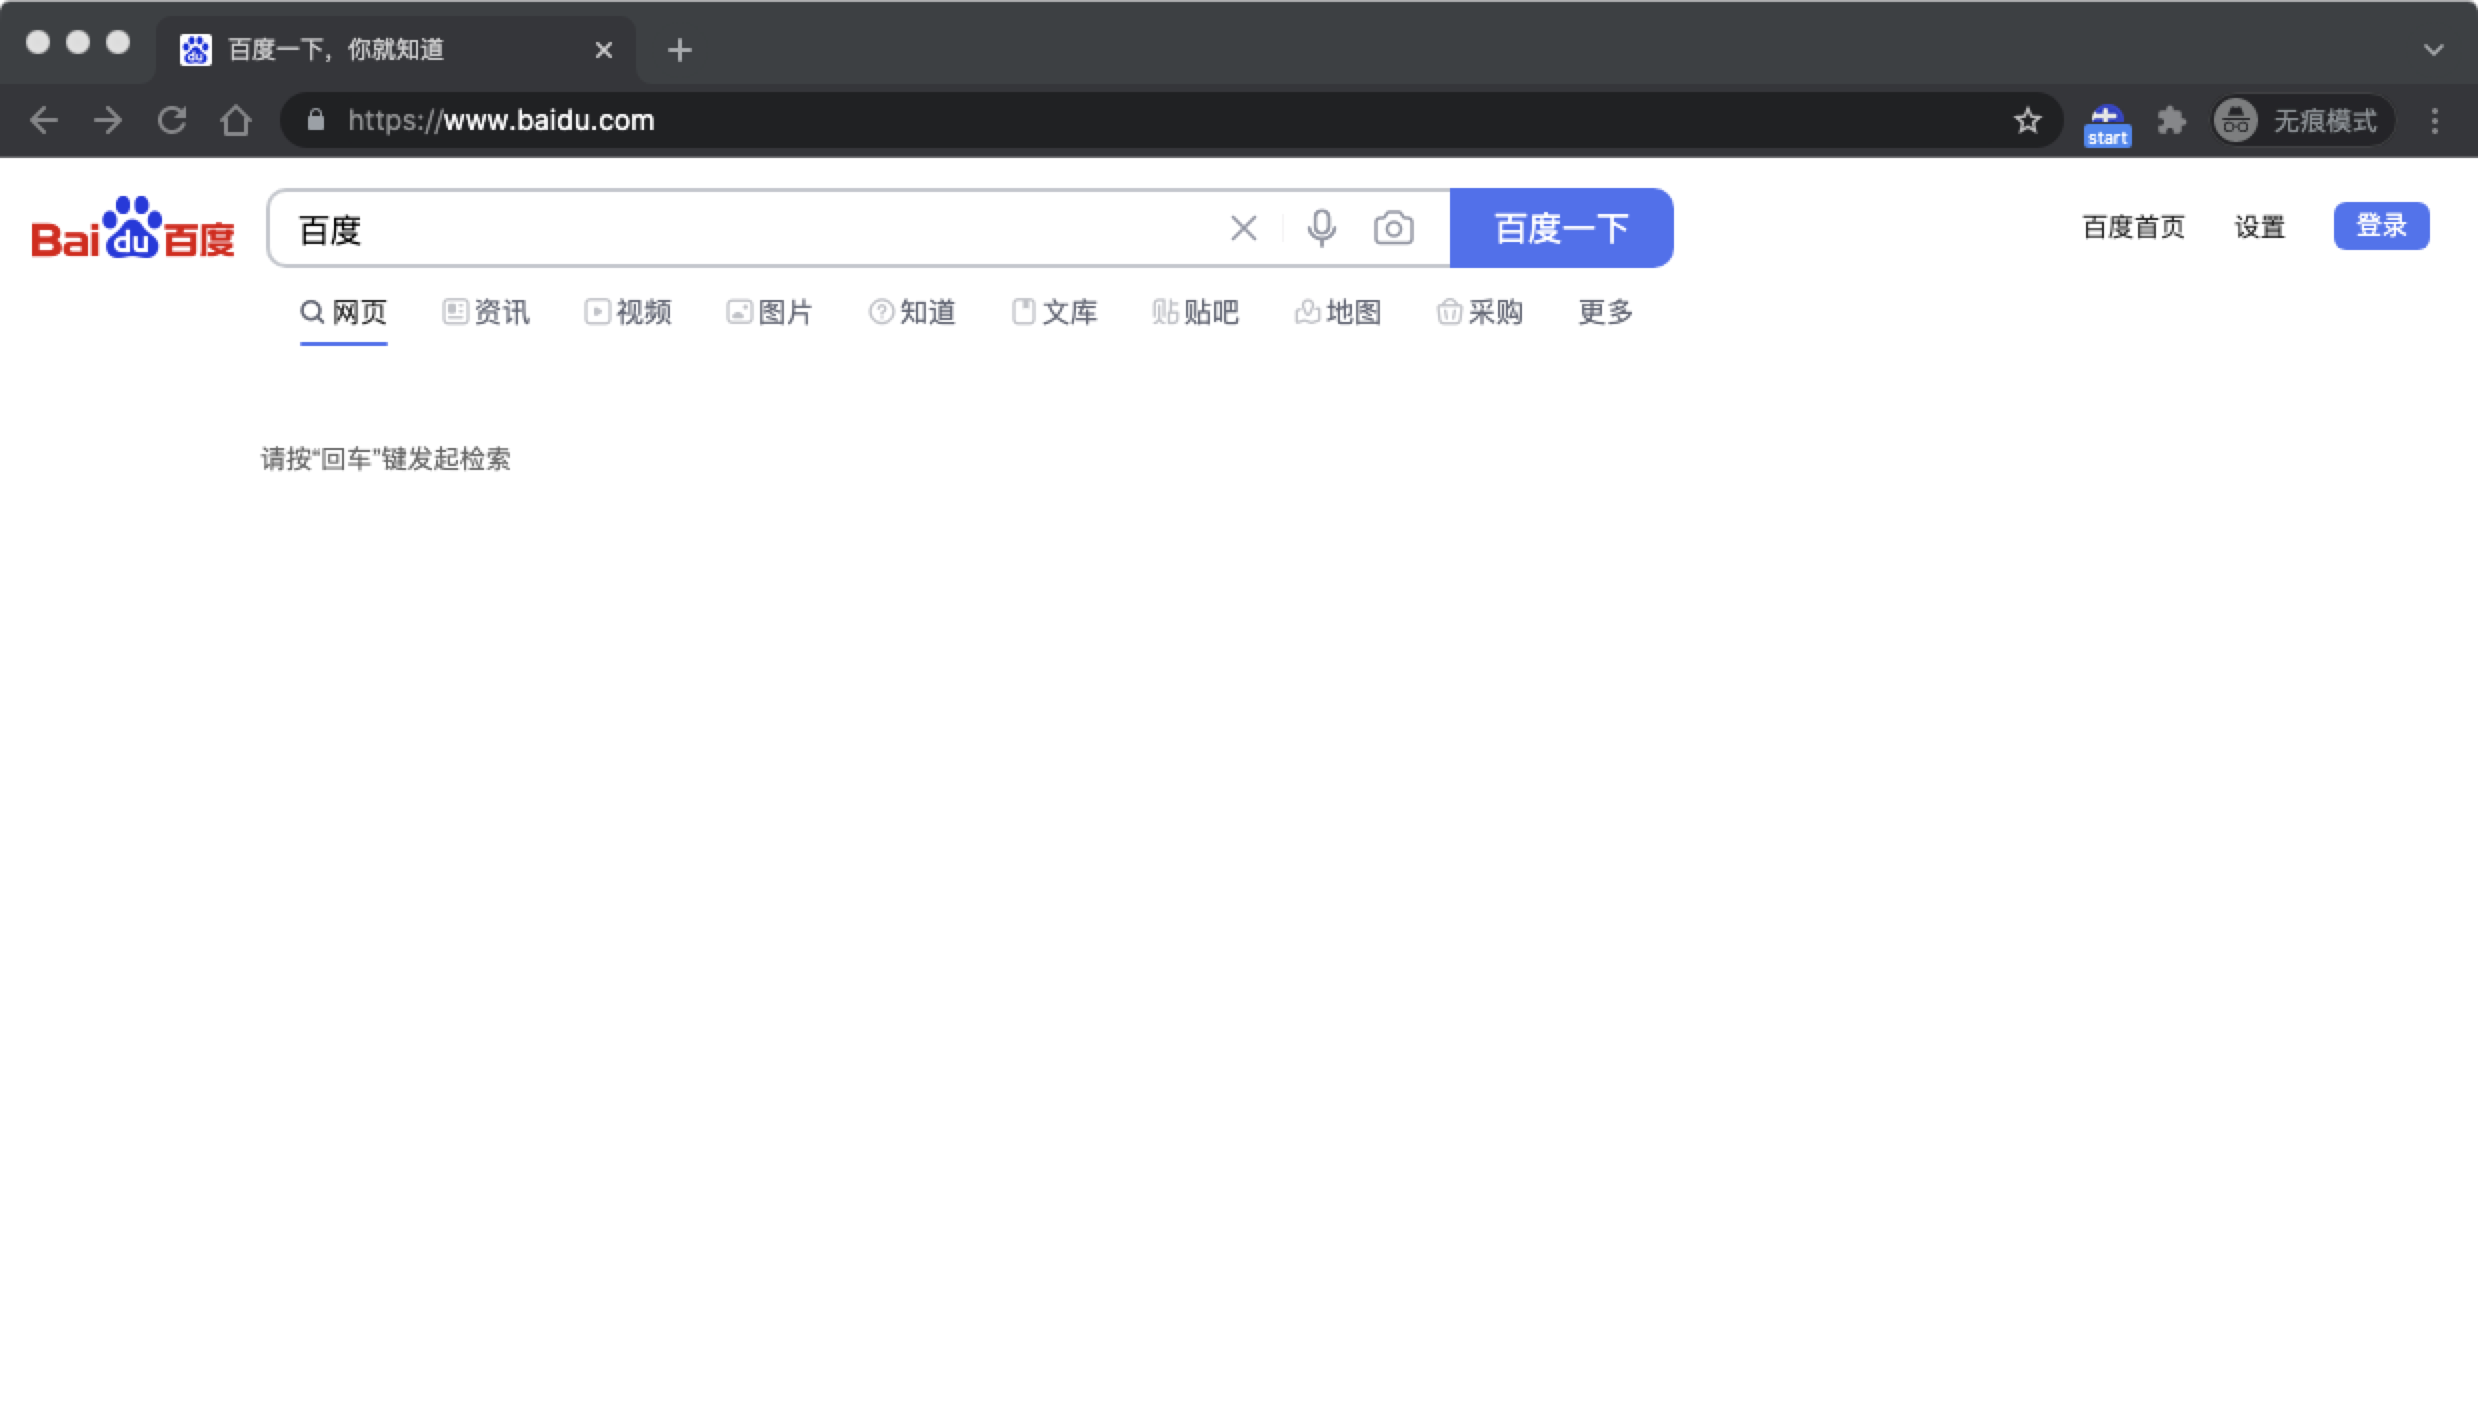 百度一下，你就知道
https://www.baidu.com
start
无痕模式
Bai du 百度
百度
百度一下
百度首页 设置 登录
网页 资讯 视频 图片 知道 文库 贴吧 地图 采购 更多
请按“回车”键发起检索